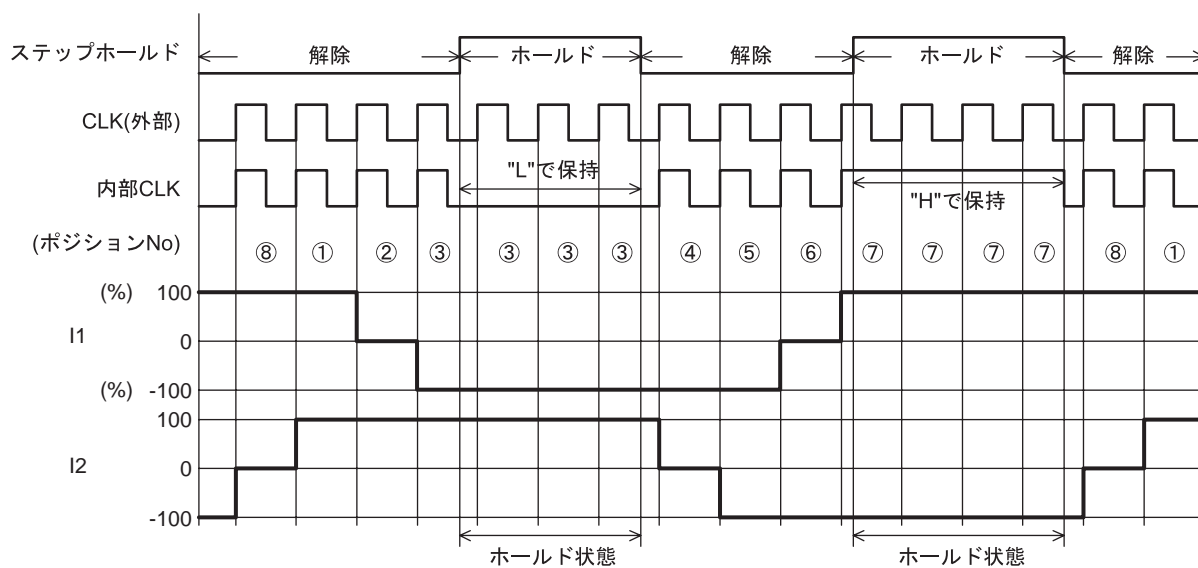 ステップホールド 解除 ホールド 解除 ホールド 解除
CLK(外部)
内部CLK "L"で保持 "H"で保持
(ポジションNo) ⑧ ① ② ③ ③ ③ ③ ④ ⑤ ⑥ ⑦ ⑦ ⑦ ⑦ ⑧ ①
(%) 100
I1 0
(%) -100
100
I2 0
-100
ホールド状態 ホールド状態